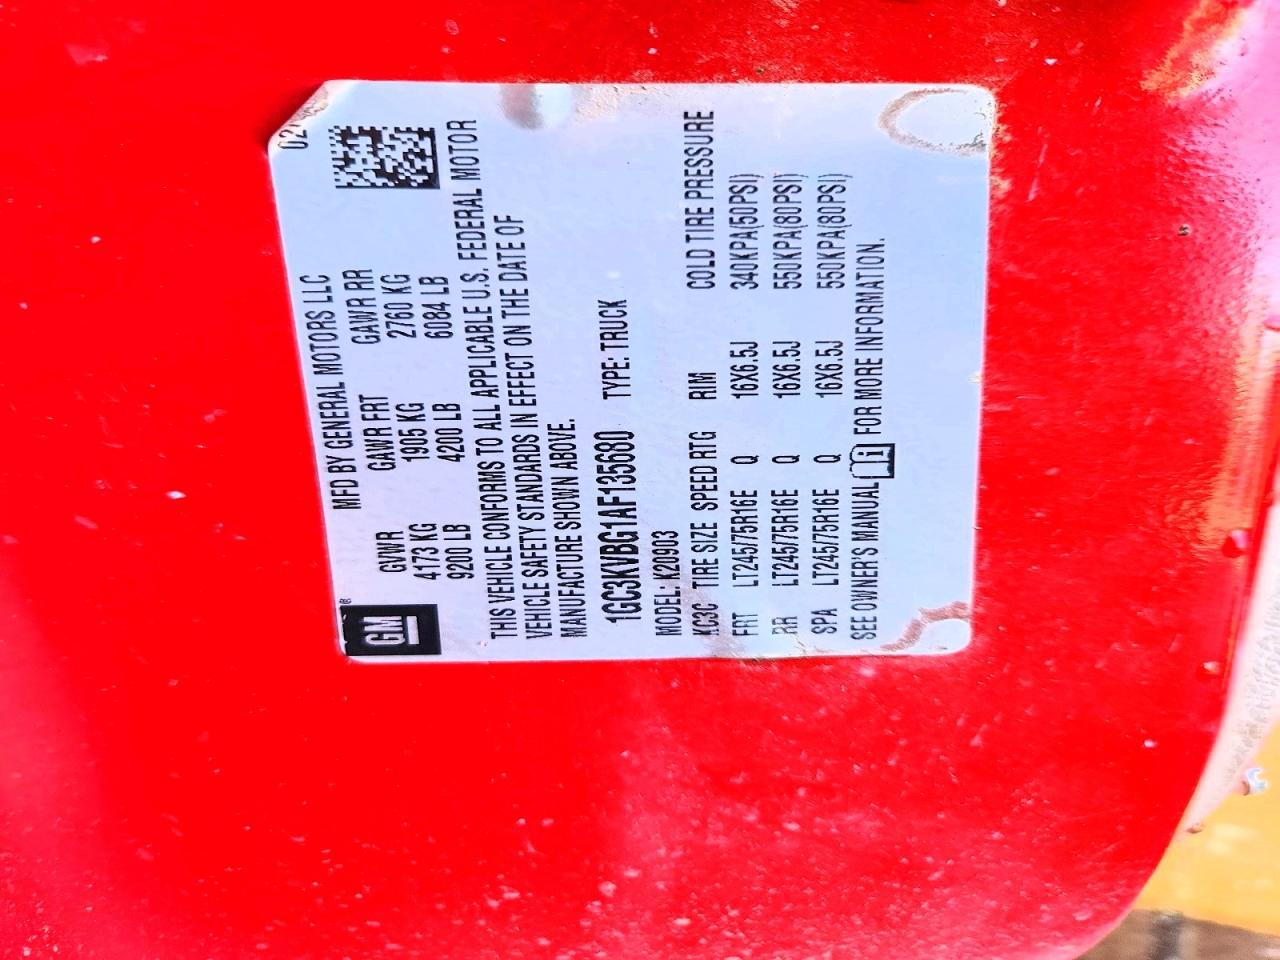 MFD BY GENERAL MOTORS LLC
GM ®
GVWR GAWR FRT GAWR RR
4173 KG 1905 KG 2760 KG
9200 LB 4200 LB 6084 LB
THIS VEHICLE CONFORMS TO ALL APPLICABLE U.S. FEDERAL MOTOR
VEHICLE SAFETY STANDARDS IN EFFECT ON THE DATE OF
MANUFACTURE SHOWN ABOVE.
1GC3KVBG1AF135680 TYPE: TRUCK
MODEL: K20903
KC3C TIRE SIZE SPEED RTG RIM COLD TIRE PRESSURE
FRT LT245/75R16E Q 16X6.5J 340KPA(50PSI)
RR LT245/75R16E Q 16X6.5J 550KPA(80PSI)
SPA LT245/75R16E Q 16X6.5J 550KPA(80PSI)
SEE OWNER'S MANUAL i FOR MORE INFORMATION.